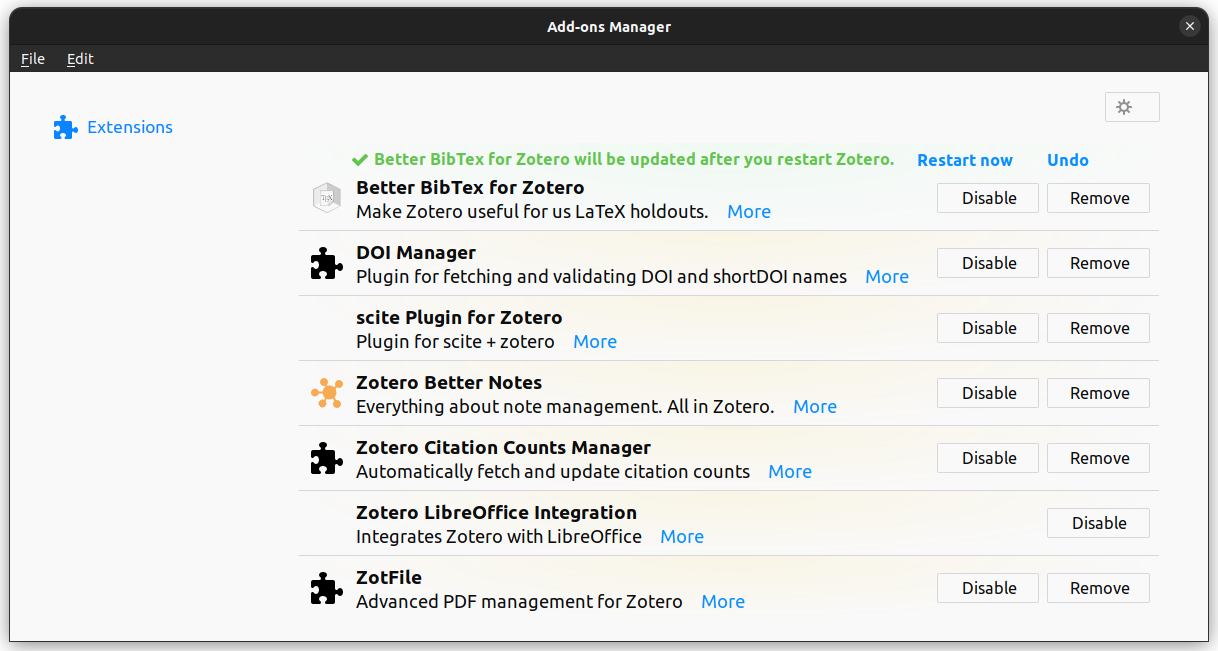 Add-ons Manager
File Edit
Extensions
Better BibTex for Zotero will be updated after you restart Zotero. Restart now Undo
Better BibTex for Zotero
Make Zotero useful for us LaTeX holdouts. More
Disable Remove
DOI Manager
Plugin for fetching and validating DOI and shortDOI names More
Disable Remove
scite Plugin for Zotero
Plugin for scite + zotero More
Disable Remove
Zotero Better Notes
Everything about note management. All in Zotero. More
Disable Remove
Zotero Citation Counts Manager
Automatically fetch and update citation counts More
Disable Remove
Zotero LibreOffice Integration
Integrates Zotero with LibreOffice More
Disable
ZotFile
Advanced PDF management for Zotero More
Disable Remove